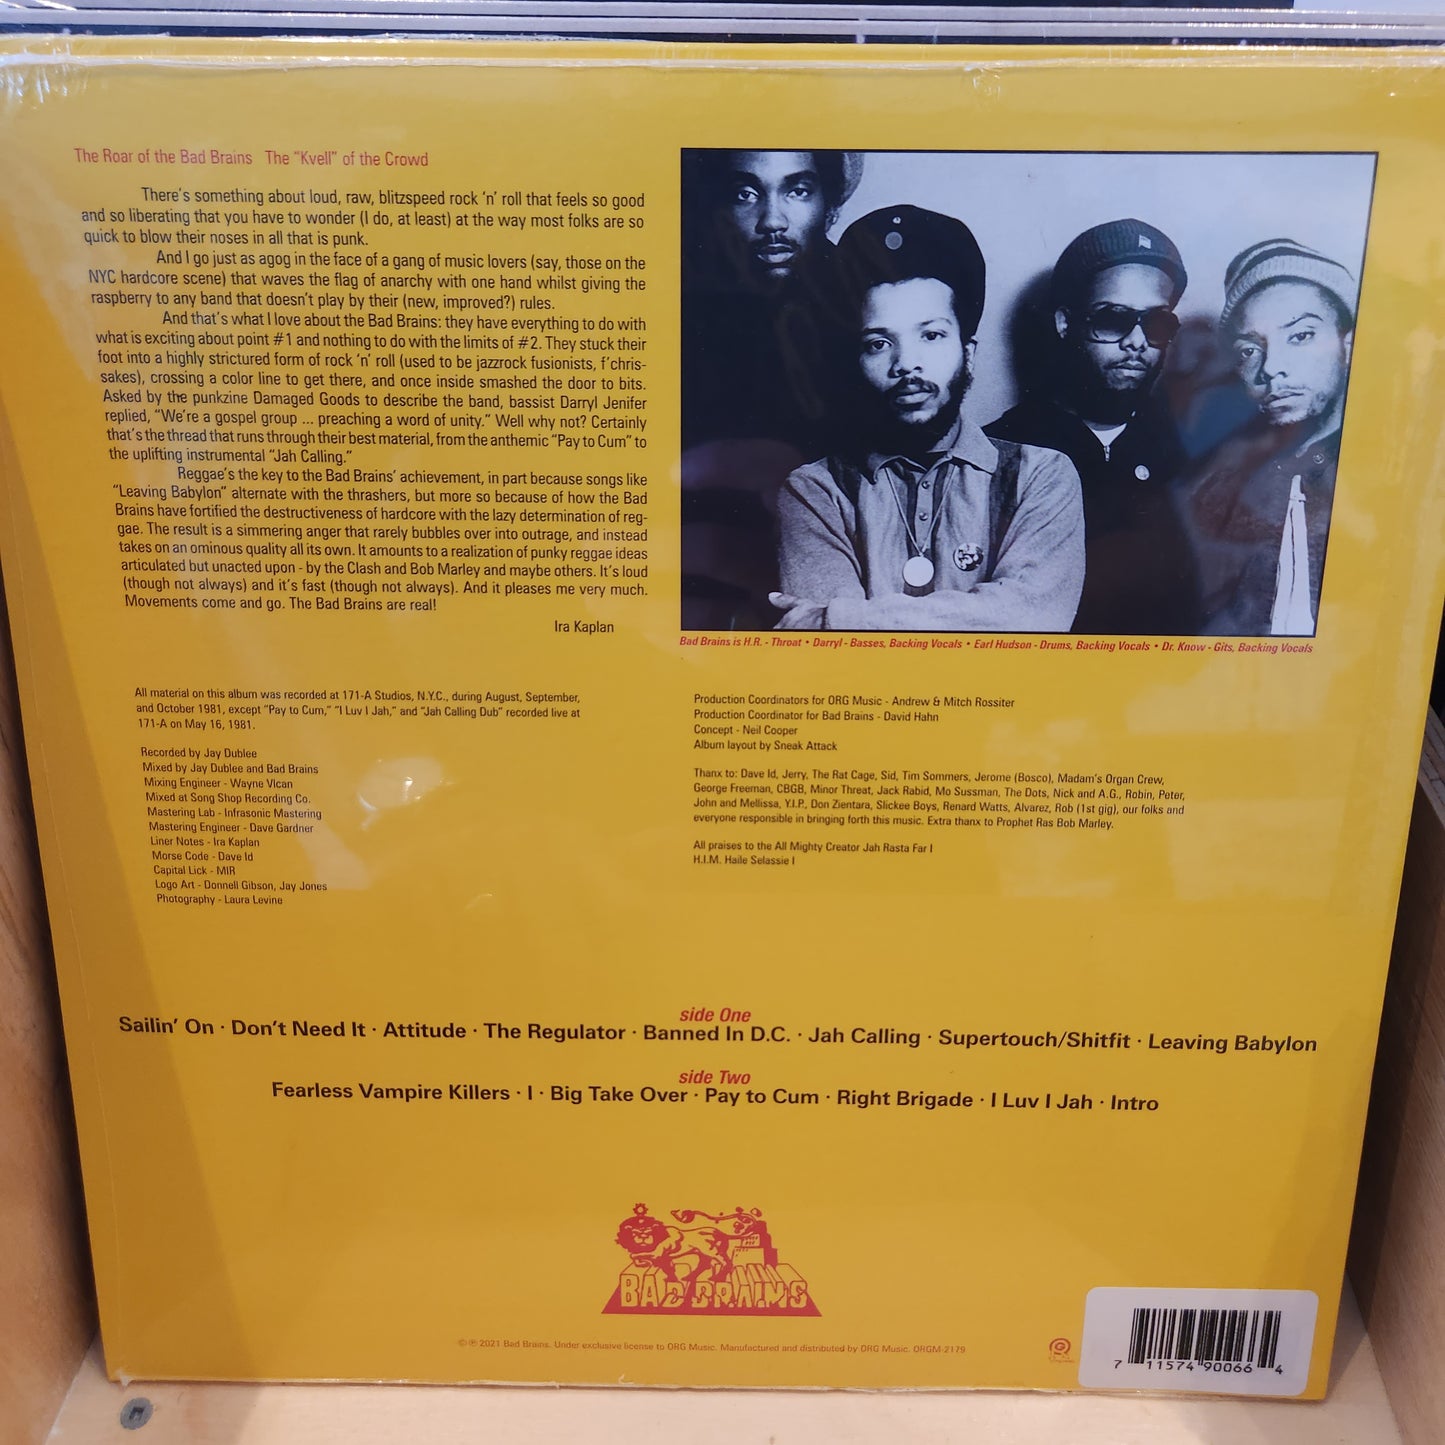 The Roar of the Bad Brains The "Kvell" of the Crowd
There's something about loud, raw, blitzspeed rock 'n' roll that feels so good
and so liberating that you have to wonder (I do, at least) at the way most folks are so
quick to blow their noses in all that is punk.
And I go just as agog in the face of a gang of music lovers (say, those on the
NYC hardcore scene) that waves the flag of anarchy with one hand whilst giving the
raspberry to any band that doesn't play by their (new, improved?) rules.
And that's what I love about the Bad Brains: they have everything to do with
what is exciting about point #1 and nothing to do with the limits of #2. They stuck their
foot into a highly strictured form of rock 'n' roll (used to be jazzrock fusionists, f'chris-
sakes), crossing a color line to get there, and once inside smashed the door to bits.
Asked by the punkzine Damaged Goods to describe the band, bassist Darryl Jenifer
replied, "We're a gospel group ... preaching a word of unity." Well why not? Certainly
that's the thread that runs through their best material, from the anthemic "Pay to Cum" to
the uplifting instrumental "Jah Calling."
Reggae's the key to the Bad Brains' achievement, in part because songs like
"Leaving Babylon" alternate with the thrashers, but more so because of how the Bad
Brains have fortified the destructiveness of hardcore with the lazy determination of reg-
gae. The result is a simmering anger that rarely bubbles over into outrage, and instead
takes on an ominous quality all its own. It amounts to a realization of punky reggae ideas
articulated but unacted upon - by the Clash and Bob Marley and maybe others. It's loud
(though not always) and it's fast (though not always). And it pleases me very much.
Movements come and go. The Bad Brains are real!
Ira Kaplan
Bad Brains is H.R. - Throat • Darryl - Basses, Backing Vocals • Earl Hudson - Drums, Backing Vocals • Dr. Know - Gits, Backing Vocals
All material on this album was recorded at 171-A Studios, N.Y.C., during August, September,
and October 1981, except "Pay to Cum," "I Luv I Jah," and "Jah Calling Dub" recorded live at
171-A on May 16, 1981.
Recorded by Jay Dublee
Mixed by Jay Dublee and Bad Brains
Mixing Engineer - Wayne Vlcan
Mixed at Song Shop Recording Co.
Mastering Lab - Infrasonic Mastering
Mastering Engineer - Dave Gardner
Liner Notes - Ira Kaplan
Morse Code - Dave Id
Capital Lick - MIR
Logo Art - Donnell Gibson, Jay Jones
Photography - Laura Levine
Production Coordinators for ORG Music - Andrew & Mitch Rossiter
Production Coordinator for Bad Brains - David Hahn
Concept - Neil Cooper
Album layout by Sneak Attack
Thanx to: Dave Id, Jerry, The Rat Cage, Sid, Tim Sommers, Jerome (Bosco), Madam's Organ Crew,
George Freeman, CBGB, Minor Threat, Jack Rabid, Mo Sussman, The Dots, Nick and A.G., Robin, Peter,
John and Mellissa, Y.I.P., Don Zientara, Slickee Boys, Renard Watts, Alvarez, Rob (1st gig), our folks and
everyone responsible in bringing forth this music. Extra thanx to Prophet Ras Bob Marley.
All praises to the All Mighty Creator Jah Rasta Far I
H.I.M. Haile Selassie I
side One
Sailin' On · Don't Need It · Attitude · The Regulator · Banned In D.C. · Jah Calling · Supertouch/Shitfit · Leaving Babylon
side Two
Fearless Vampire Killers · I · Big Take Over · Pay to Cum · Right Brigade · I Luv I Jah · Intro
BAD BRAINS
©℗ 2021 Bad Brains. Under exclusive license to ORG Music. Manufactured and distributed by ORG Music. ORGM-2179
7 11574 90066 4